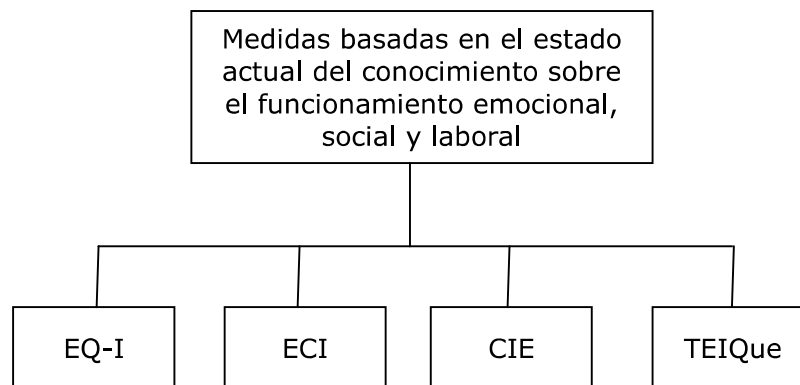 Medidas basadas en el estado
actual del conocimiento sobre
el funcionamiento emocional,
social y laboral
EQ-I
ECI
CIE
TEIQue